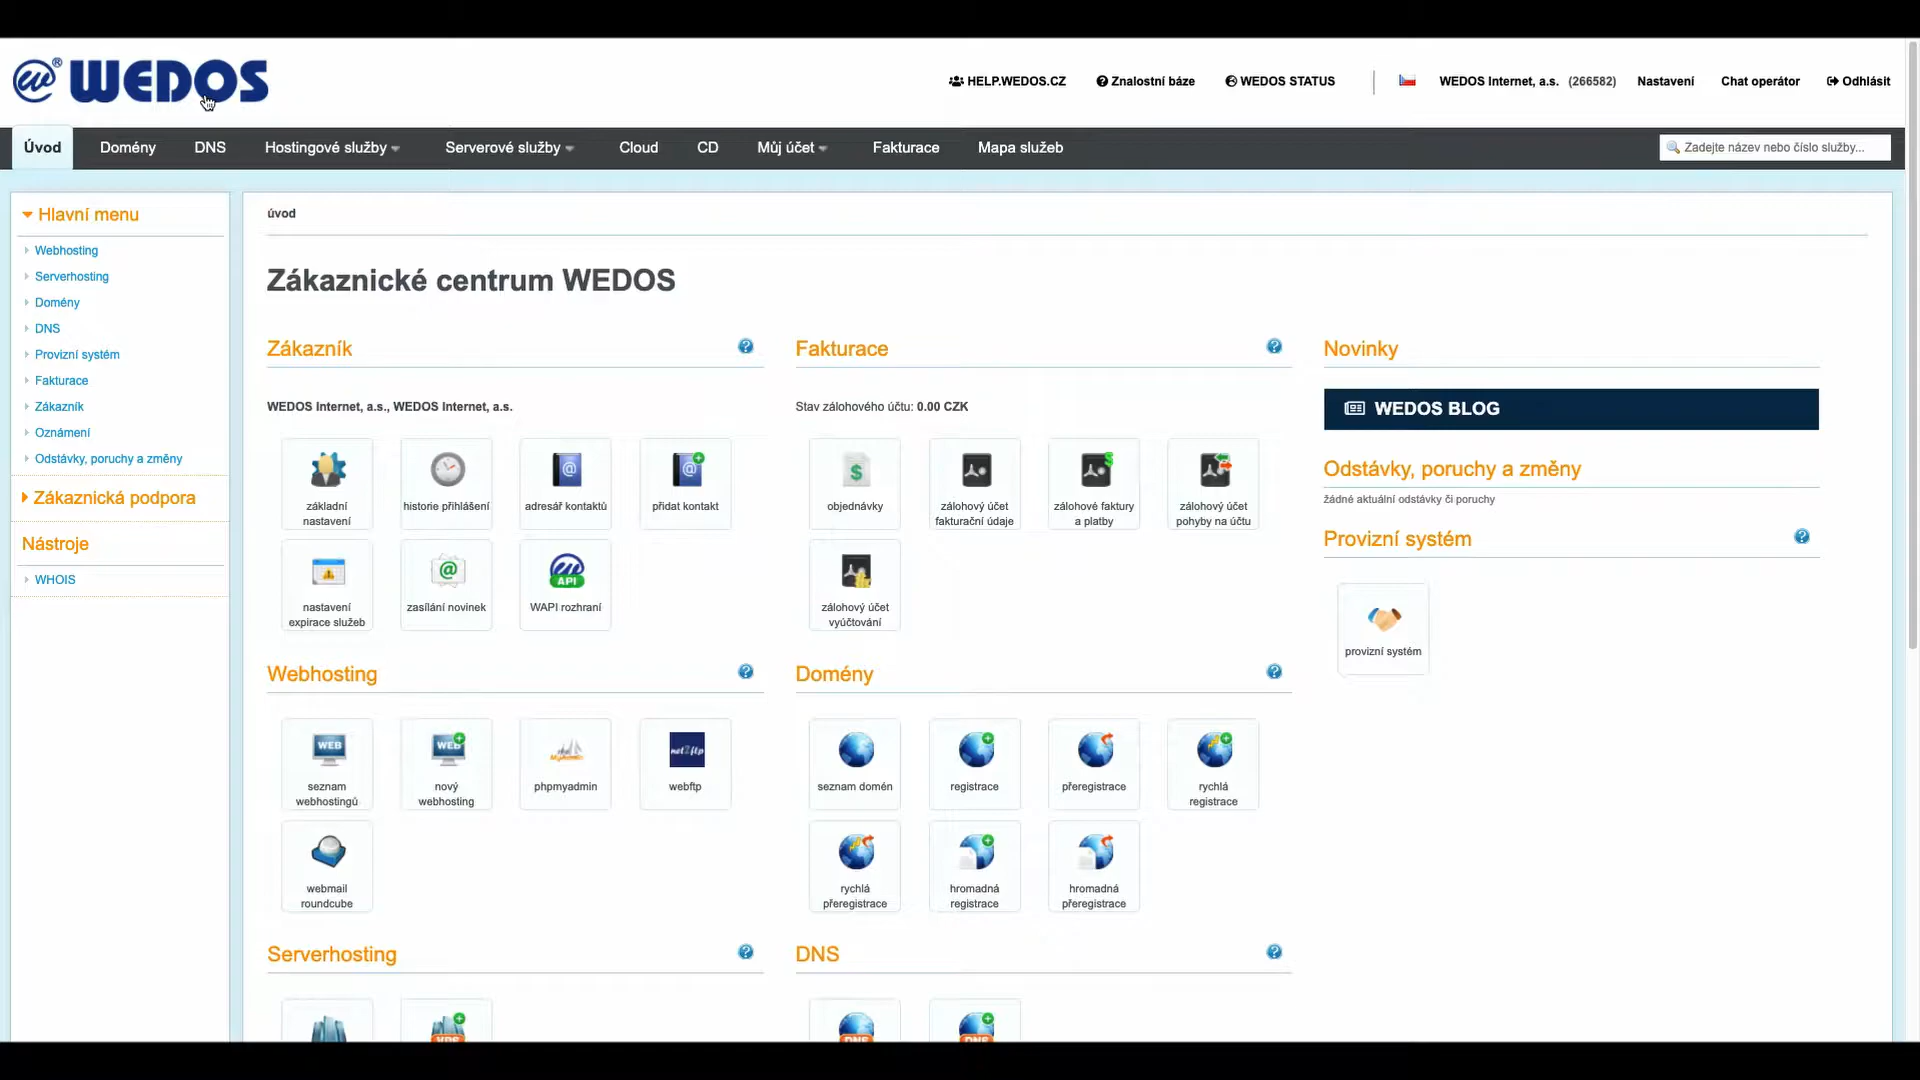 WEDOS
HELP.WEDOS.CZ
Znalostní báze
WEDOS STATUS
WEDOS Internet, a.s. (266582)
Nastavení
Chat operátor
Odhlásit
Úvod
Domény
DNS
Hostingové služby
Serverové služby
Cloud
CD
Můj účet
Fakturace
Mapa služeb
Zadejte název nebo číslo služby...
Hlavní menu
Webhosting
Serverhosting
Domény
DNS
Provizní systém
Fakturace
Zákazník
Oznámení
Odstávky, poruchy a změny
Zákaznická podpora
Nástroje
WHOIS
úvod
Zákaznické centrum WEDOS
Zákazník
WEDOS Internet, a.s., WEDOS Internet, a.s.
základní
nastavení
historie přihlášení
adresář kontaktů
přidat kontakt
nastavení
expirace služeb
zasílání novinek
API
WAPI rozhraní
Fakturace
Stav zálohového účtu: 0.00 CZK
objednávky
zálohový účet
fakturační údaje
zálohové faktury
a platby
zálohový účet
pohyby na účtu
zálohový účet
vyúčtování
Novinky
WEDOS BLOG
Odstávky, poruchy a změny
žádné aktuální odstávky či poruchy
Provizní systém
provizní systém
Webhosting
WEB
seznam
webhostingů
WEB
nový
webhosting
phpmyadmin
net2ftp
webftp
webmail
roundcube
Domény
seznam domén
registrace
přeregistrace
rychlá
registrace
rychlá
přeregistrace
hromadná
registrace
hromadná
přeregistrace
Serverhosting
VPS
DNS
DNS
DNS